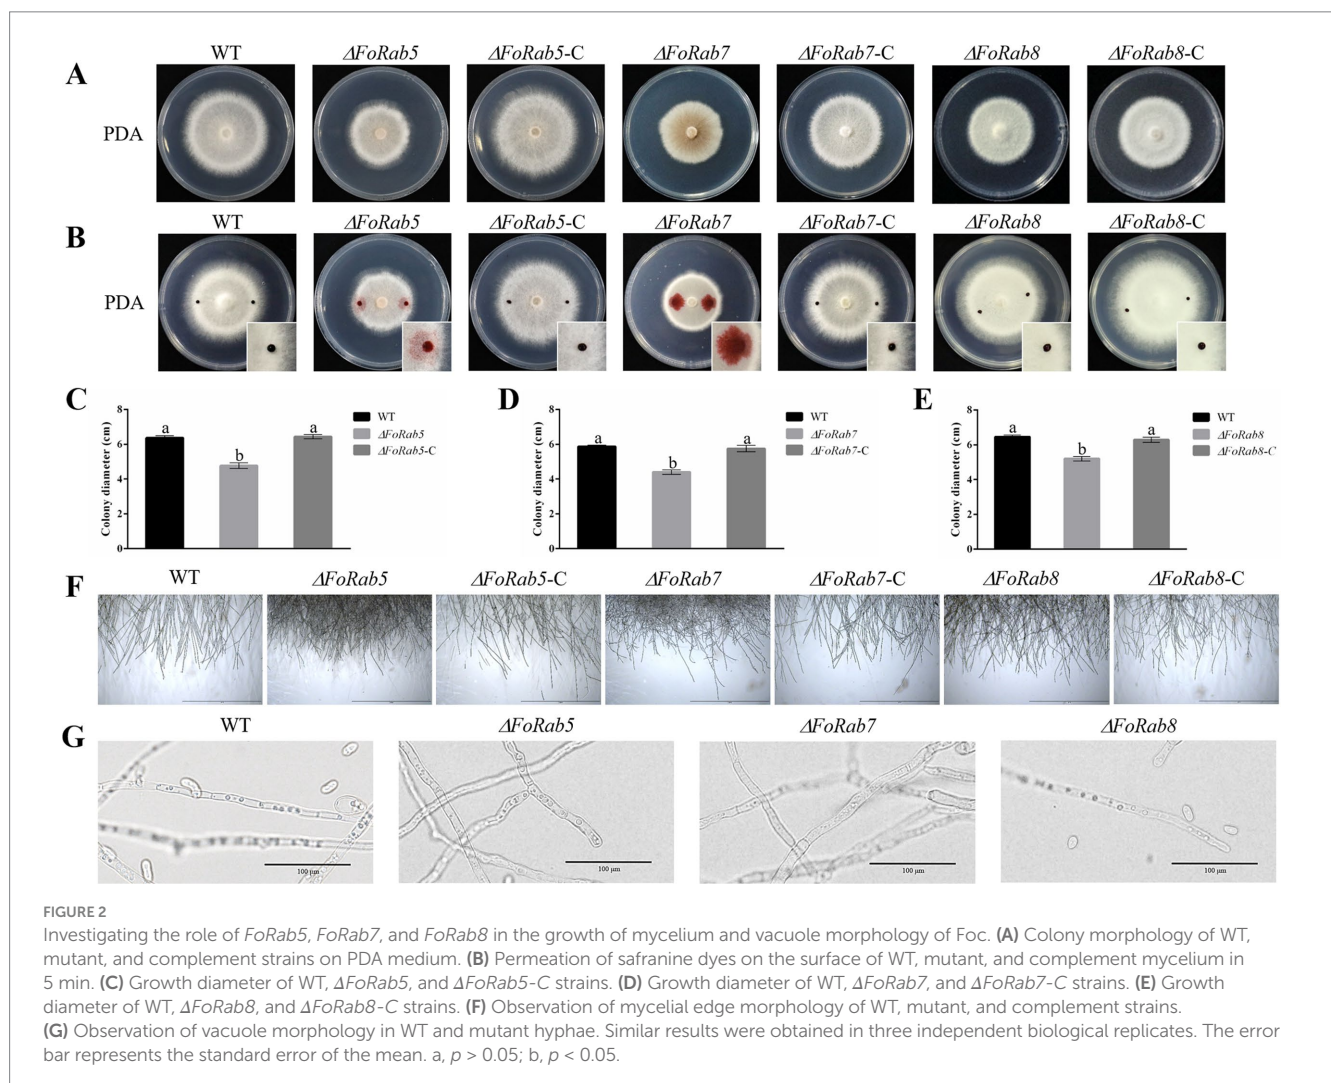 WT ΔFoRab5 ΔFoRab5-C ΔFoRab7 ΔFoRab7-C ΔFoRab8 ΔFoRab8-C
A
PDA
WT ΔFoRab5 ΔFoRab5-C ΔFoRab7 ΔFoRab7-C ΔFoRab8 ΔFoRab8-C
B
PDA
C
Colony diameter (cm)
8
6
4
2
0
a
b
a
WT
ΔFoRab5
ΔFoRab5-C
D
Colony diameter (cm)
8
6
4
2
0
a
b
a
WT
ΔFoRab7
ΔFoRab7-C
E
Colony diameter (cm)
8
6
4
2
0
a
b
a
WT
ΔFoRab8
ΔFoRab8-C
F
WT ΔFoRab5 ΔFoRab5-C ΔFoRab7 ΔFoRab7-C ΔFoRab8 ΔFoRab8-C
G
WT ΔFoRab5 ΔFoRab7 ΔFoRab8
100 μm 100 μm 100 μm 100 μm
FIGURE 2
Investigating the role of FoRab5, FoRab7, and FoRab8 in the growth of mycelium and vacuole morphology of Foc. (A) Colony morphology of WT,
mutant, and complement strains on PDA medium. (B) Permeation of safranine dyes on the surface of WT, mutant, and complement mycelium in
5 min. (C) Growth diameter of WT, ΔFoRab5, and ΔFoRab5-C strains. (D) Growth diameter of WT, ΔFoRab7, and ΔFoRab7-C strains. (E) Growth
diameter of WT, ΔFoRab8, and ΔFoRab8-C strains. (F) Observation of mycelial edge morphology of WT, mutant, and complement strains.
(G) Observation of vacuole morphology in WT and mutant hyphae. Similar results were obtained in three independent biological replicates. The error
bar represents the standard error of the mean. a, p > 0.05; b, p < 0.05.